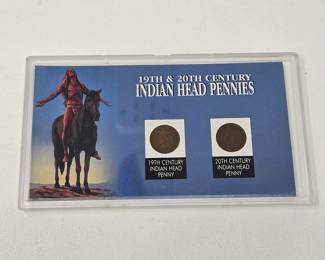 19TH & 20TH CENTURY
INDIAN HEAD PENNIES
19TH CENTURY
INDIAN HEAD
PENNY
20TH CENTURY
INDIAN HEAD
PENNY